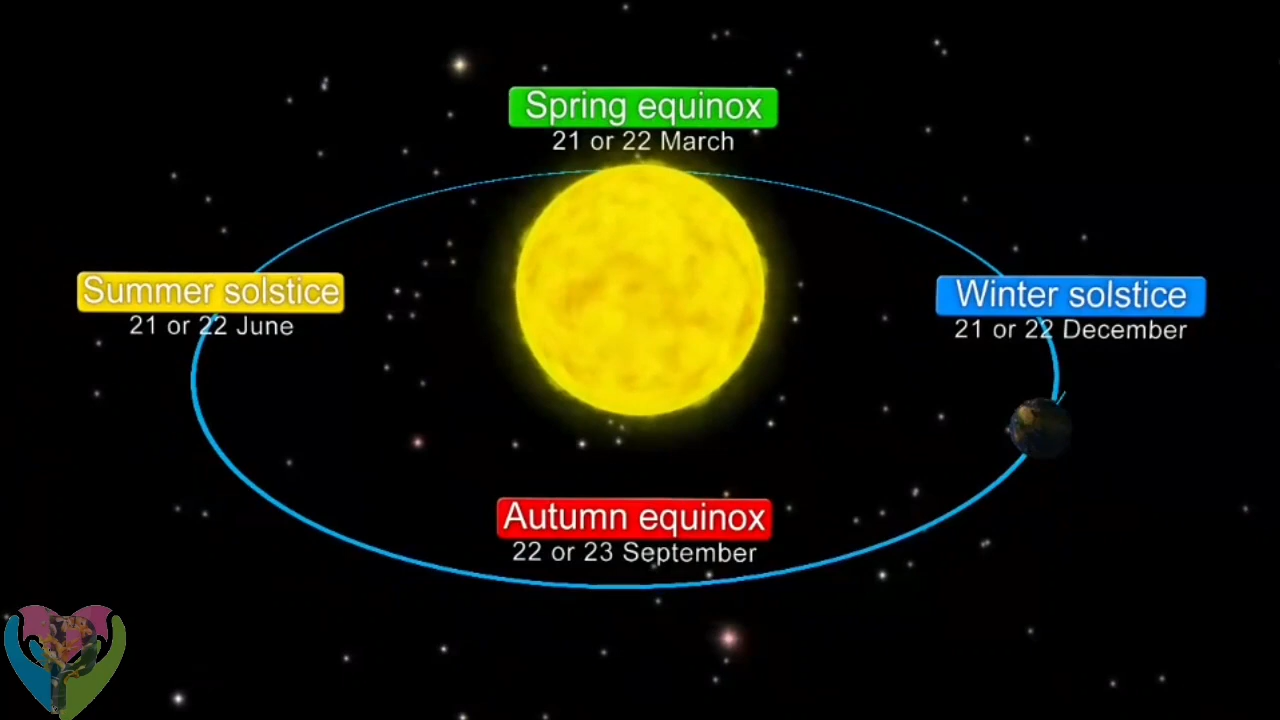 Spring equinox
21 or 22 March
Summer solstice
21 or 22 June
Winter solstice
21 or 22 December
Autumn equinox
22 or 23 September